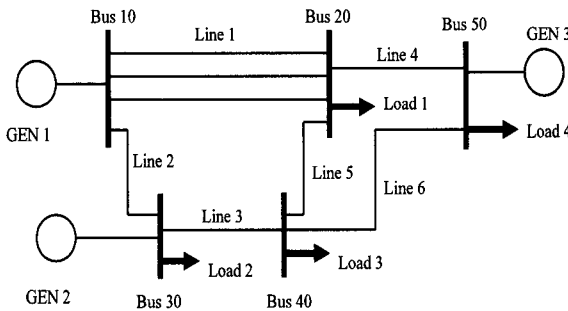 Bus 10
Bus 20
Bus 50
GEN 3
Line 1
Line 4
GEN 1
Load 1
Load 4
Line 2
Line 5
Line 6
Line 3
GEN 2
Load 2
Load 3
Bus 30
Bus 40